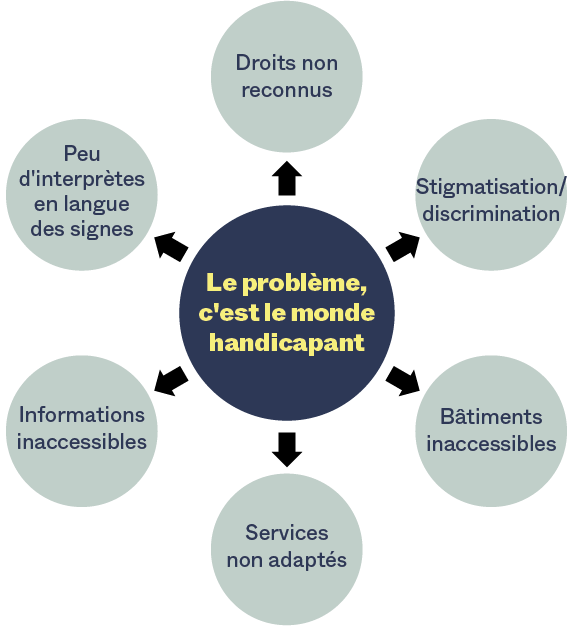 Droits non
reconnus
Peu
d'interprètes
en langue
des signes
Stigmatisation/
discrimination
Le problème,
c'est le monde
handicapant
Informations
inaccessibles
Bâtiments
inaccessibles
Services
non adaptés